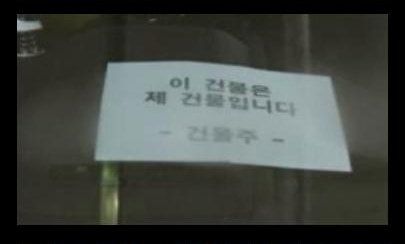 이 건물은
제 건물입니다
- 건물주 -